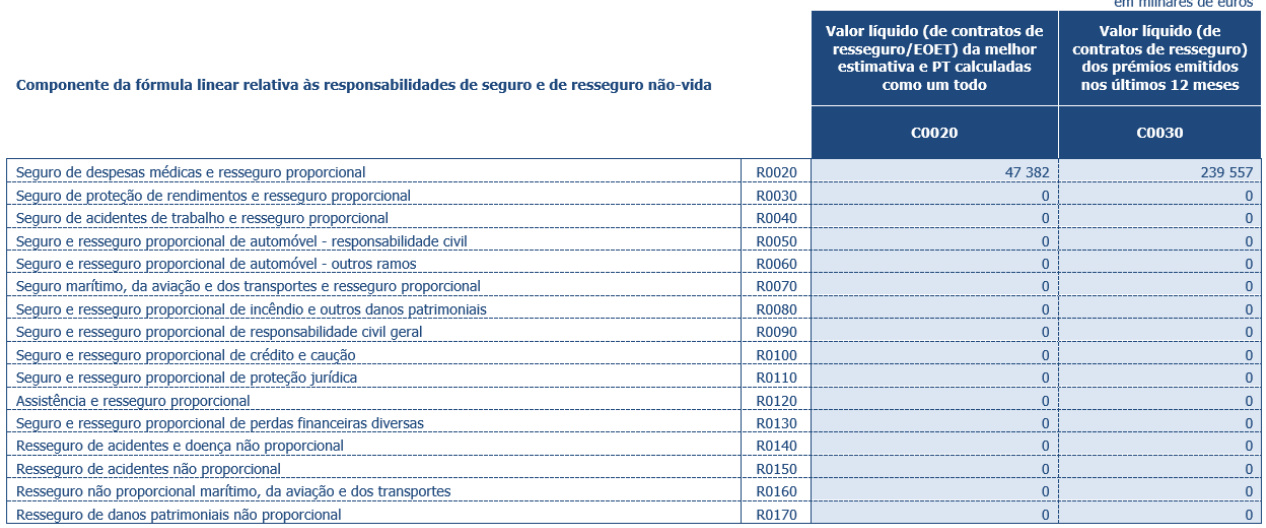 em milhares de euros
Valor líquido (de contratos de
resseguro/EOET) da melhor
estimativa e PT calculadas
como um todo
Valor líquido (de
contratos de resseguro)
dos prémios emitidos
nos últimos 12 meses
Componente da fórmula linear relativa às responsabilidades de seguro e de resseguro não-vida
C0020 C0030
Seguro de despesas médicas e resseguro proporcional R0020 47 382 239 557
Seguro de proteção de rendimentos e resseguro proporcional R0030 0 0
Seguro de acidentes de trabalho e resseguro proporcional R0040 0 0
Seguro e resseguro proporcional de automóvel - responsabilidade civil R0050 0 0
Seguro e resseguro proporcional de automóvel - outros ramos R0060 0 0
Seguro marítimo, da aviação e dos transportes e resseguro proporcional R0070 0 0
Seguro e resseguro proporcional de incêndio e outros danos patrimoniais R0080 0 0
Seguro e resseguro proporcional de responsabilidade civil geral R0090 0 0
Seguro e resseguro proporcional de crédito e caução R0100 0 0
Seguro e resseguro proporcional de proteção jurídica R0110 0 0
Assistência e resseguro proporcional R0120 0 0
Seguro e resseguro proporcional de perdas financeiras diversas R0130 0 0
Resseguro de acidentes e doença não proporcional R0140 0 0
Resseguro de acidentes não proporcional R0150 0 0
Resseguro não proporcional marítimo, da aviação e dos transportes R0160 0 0
Resseguro de danos patrimoniais não proporcional R0170 0 0